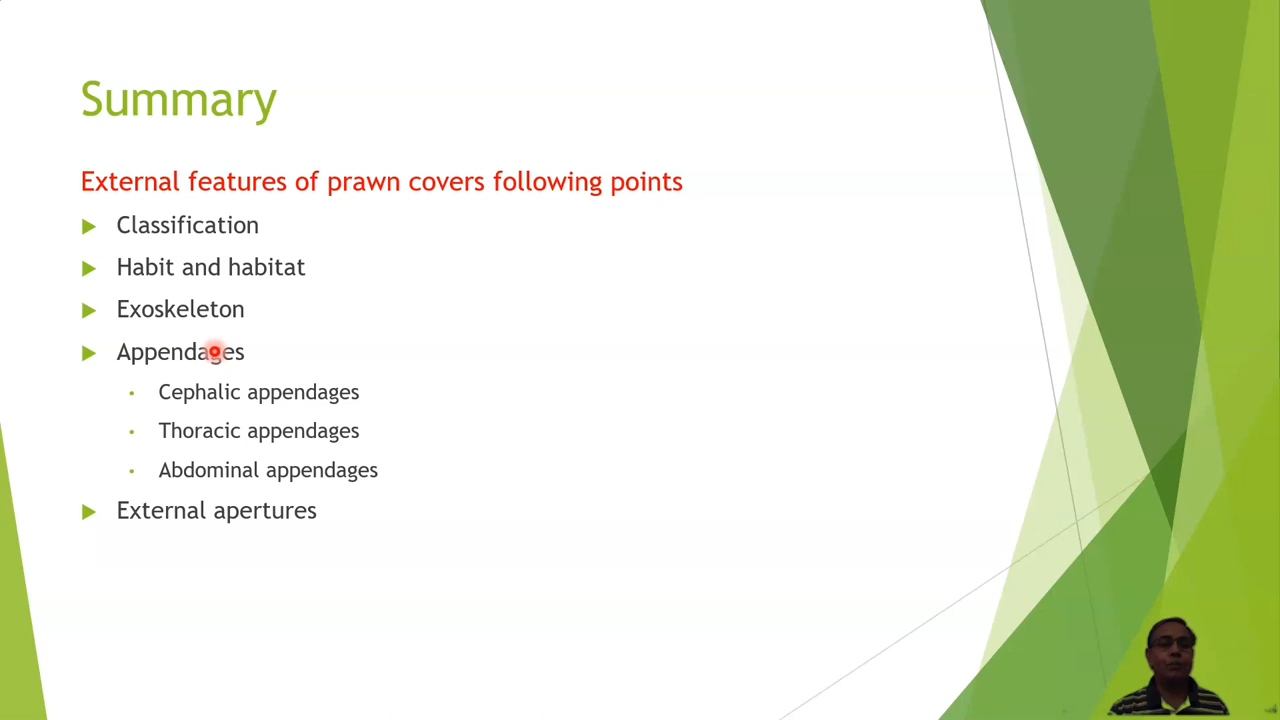 Summary
External features of prawn covers following points
Classification
Habit and habitat
Exoskeleton
Appendages
Cephalic appendages
Thoracic appendages
Abdominal appendages
External apertures